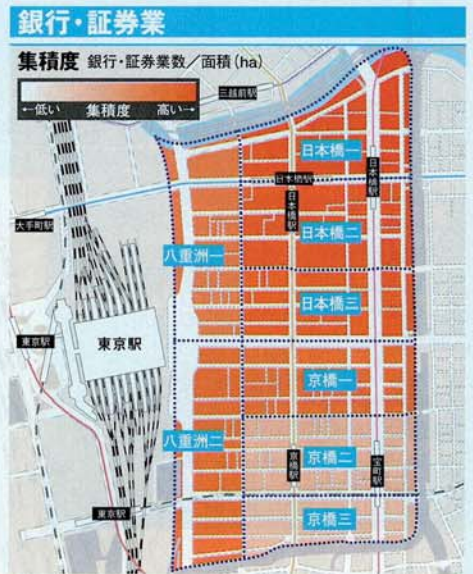 銀行・証券業
集積度 銀行・証券業数/面積(ha)
←低い 集積度 高い→
三越前駅
日本橋一
日本橋駅
日本橋駅
日本橋駅
大手町駅
日本橋二
八重洲一
日本橋三
東京駅
東京駅
京橋一
八重洲二
京橋駅
京橋二
宝町駅
東京駅
京橋三